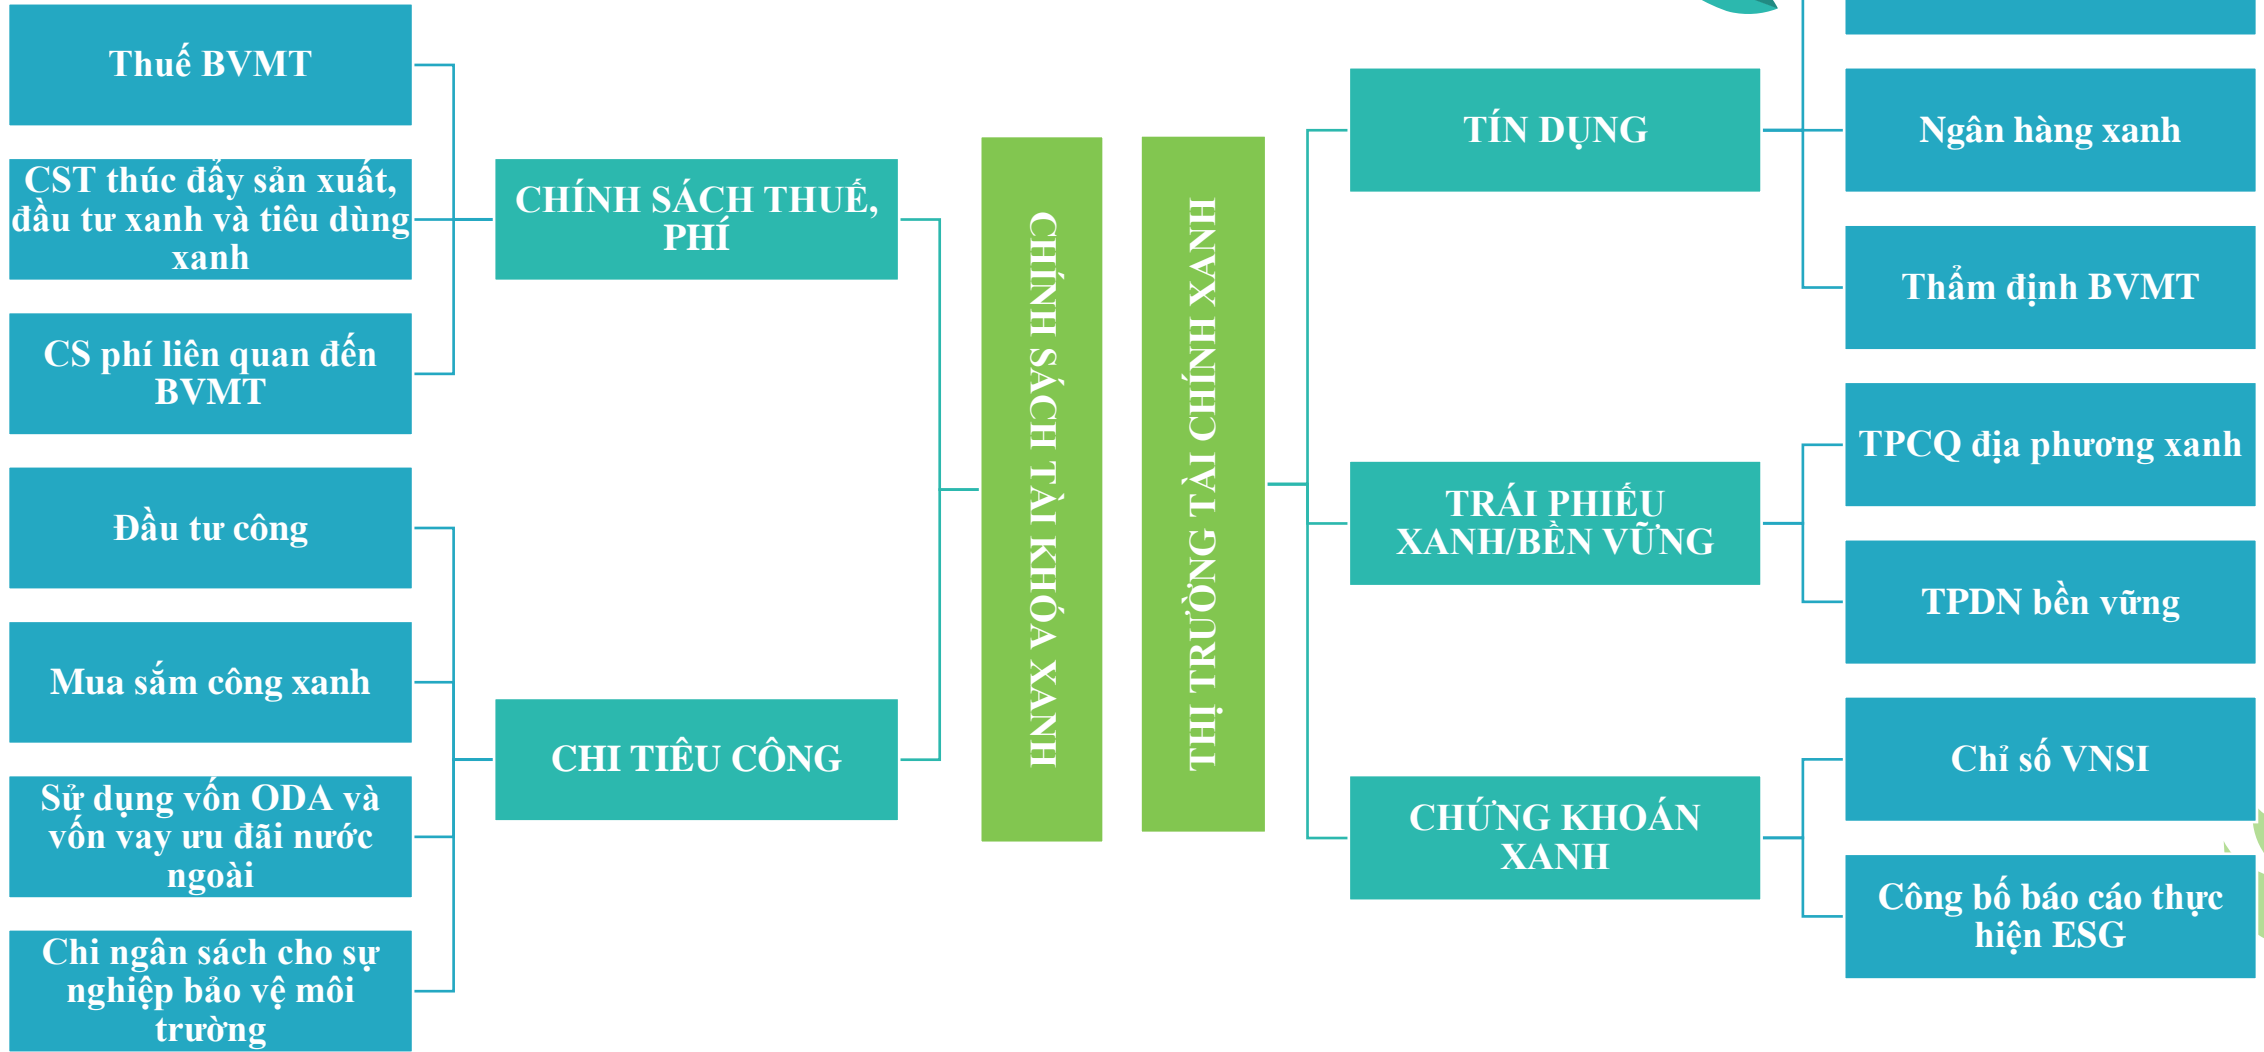 Thuế BVMT
CST thúc đẩy sản xuất,
đầu tư xanh và tiêu dùng
xanh
CS phí liên quan đến
BVMT
CHÍNH SÁCH THUẾ,
PHÍ
Đầu tư công
Mua sắm công xanh
Sử dụng vốn ODA và
vốn vay ưu đãi nước
ngoài
Chi ngân sách cho sự
nghiệp bảo vệ môi
trường
CHI TIÊU CÔNG
CHÍNH SÁCH TÀI KHÓA XANH
THỊ TRƯỜNG TÀI CHÍNH XANH
TÍN DỤNG
Ngân hàng xanh
Thẩm định BVMT
TRÁI PHIẾU
XANH/BỀN VỮNG
TPCQ địa phương xanh
TPDN bền vững
CHỨNG KHOÁN
XANH
Chỉ số VNSI
Công bố báo cáo thực
hiện ESG